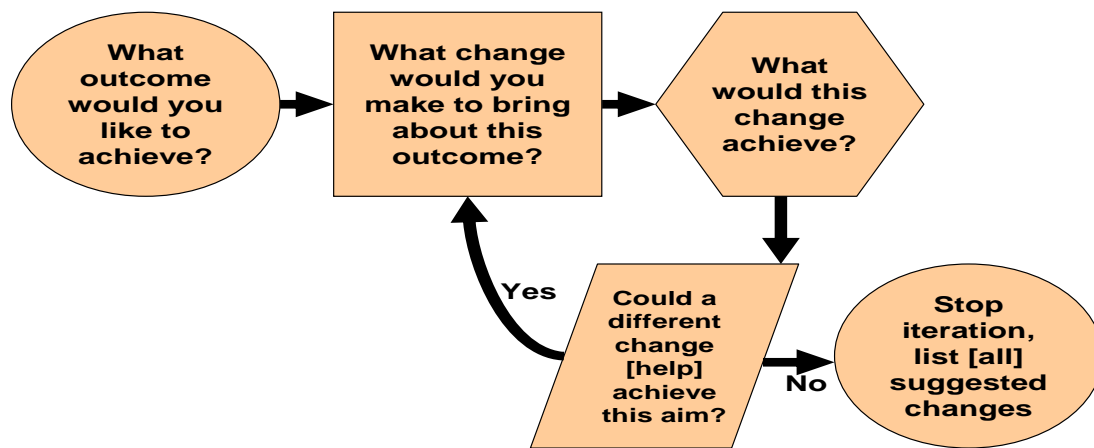 What
outcome
would you
like to
achieve?
What change
would you
make to bring
about this
outcome?
What
would this
change
achieve?
Yes
Could a
different
change
[help]
achieve
this aim?
No
Stop
iteration,
list [all]
suggested
changes